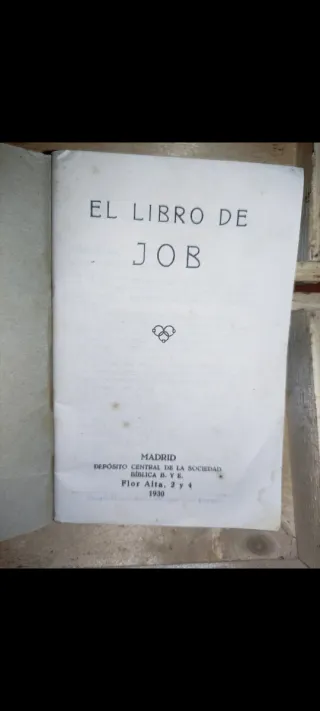 EL LIBRO DE
JOB
MADRID
DEPÓSITO CENTRAL DE LA SOCIEDAD
BÍBLICA B. Y E.
Flor Alta, 2 y 4
1930